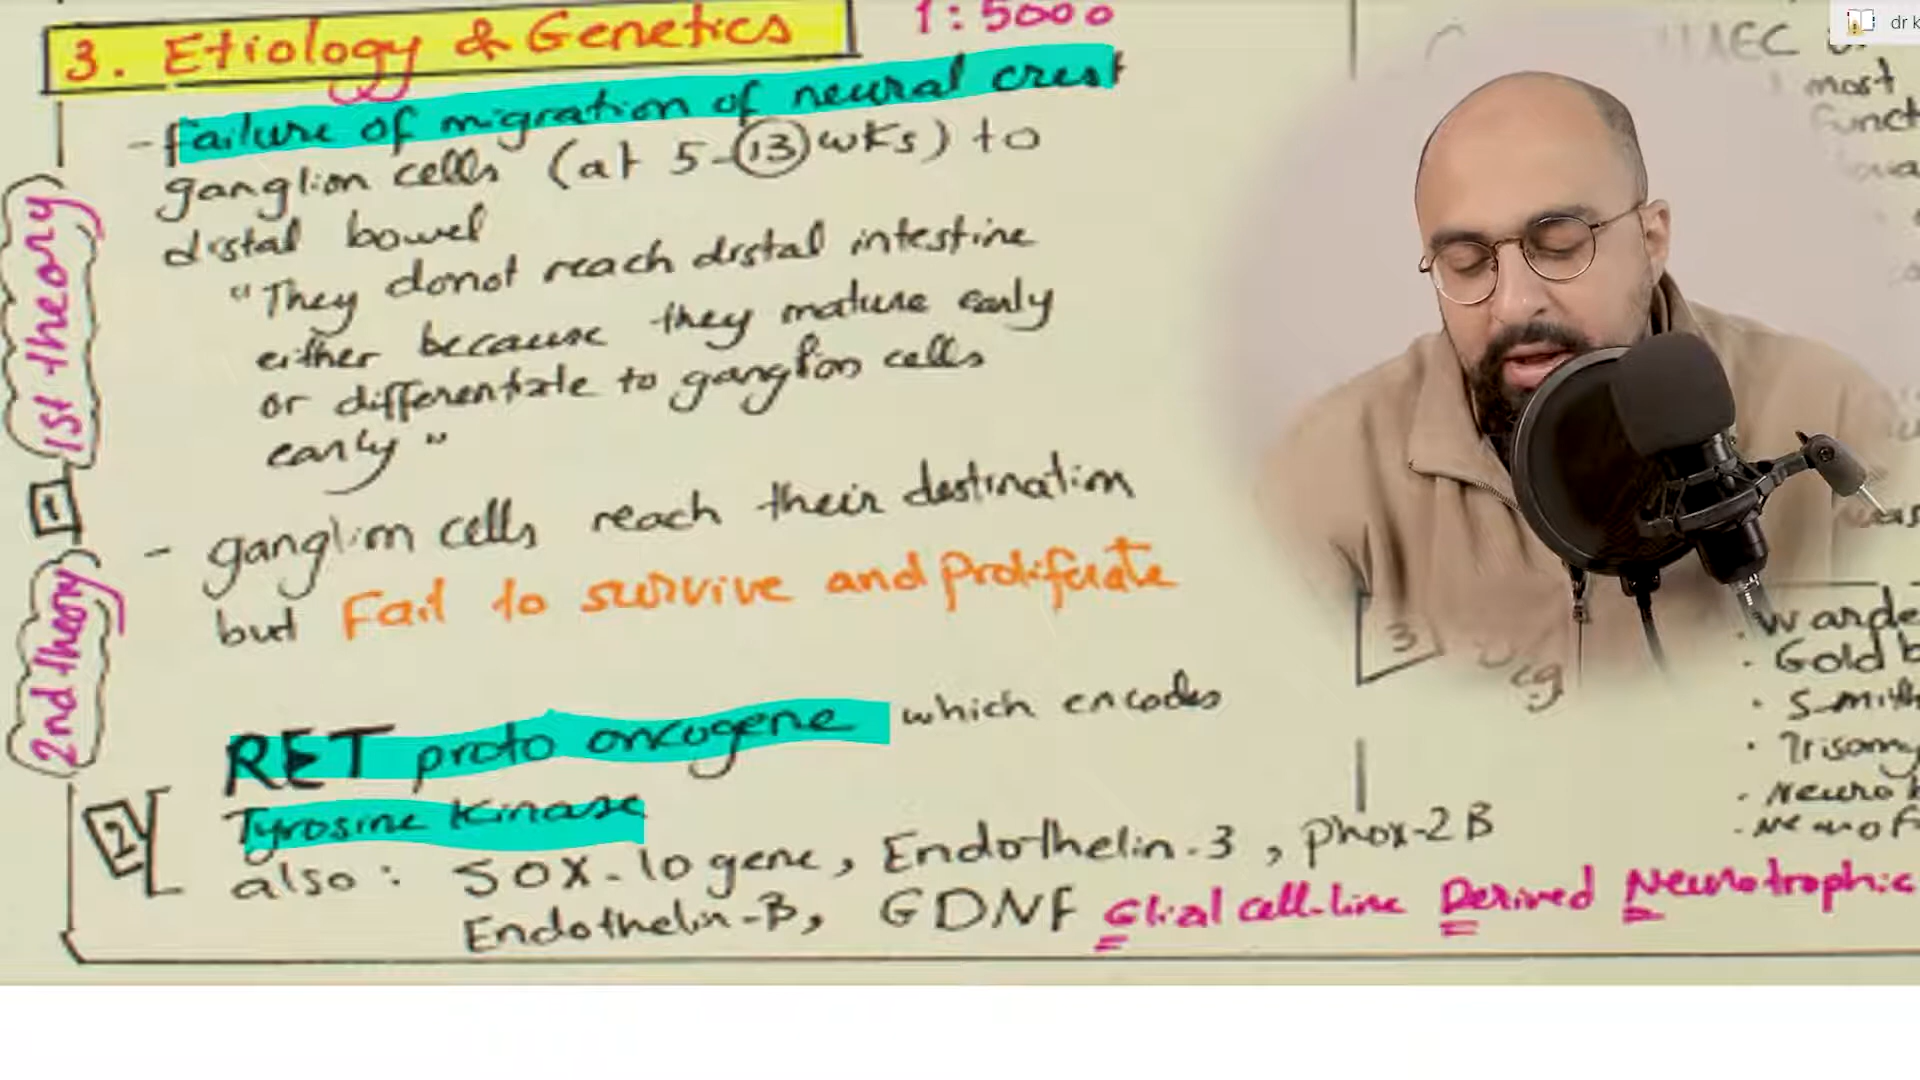 3. Etiology & Genetics
1:5000
- failure of migration of neural crest
ganglion cells (at 5-13 wks) to
distal bowel
"They donot reach distal intestine
either because they mature early
or differentiate to ganglion cells
early"
1st theory
1
- ganglion cells reach their destination
but Fail to survive and proliferate
2nd theory
RET proto oncogene which encodes
Tyrosine Kinase
2
also: SOX-10 gene, Endothelin-3, phox-2B
Endothelin-B, GDNF Glial cell-line Derived Neurotrophic
dr k
HAEC
most
Funct
3
Warde
Gold b
Smith
Trisomy
Neuro b